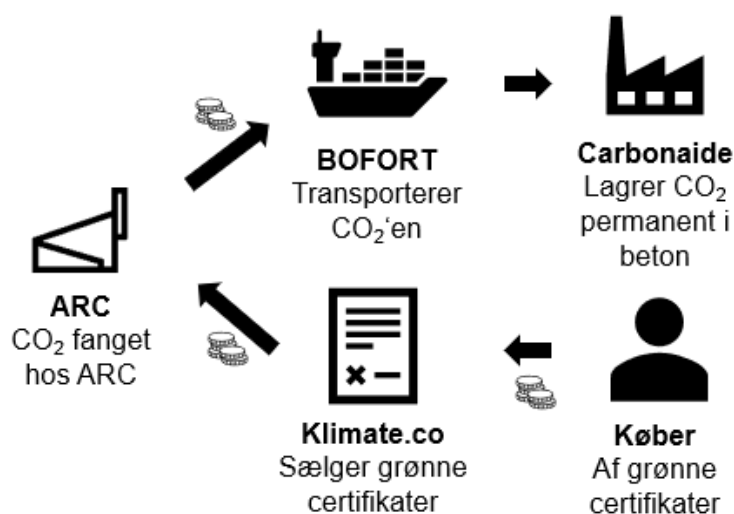 BOFORT
Transporterer
CO₂‘en
Carbonaide
Lagrer CO₂
permanent i
beton
ARC
CO₂ fanget
hos ARC
Klimate.co
Sælger grønne
certifikater
Køber
Af grønne
certifikater